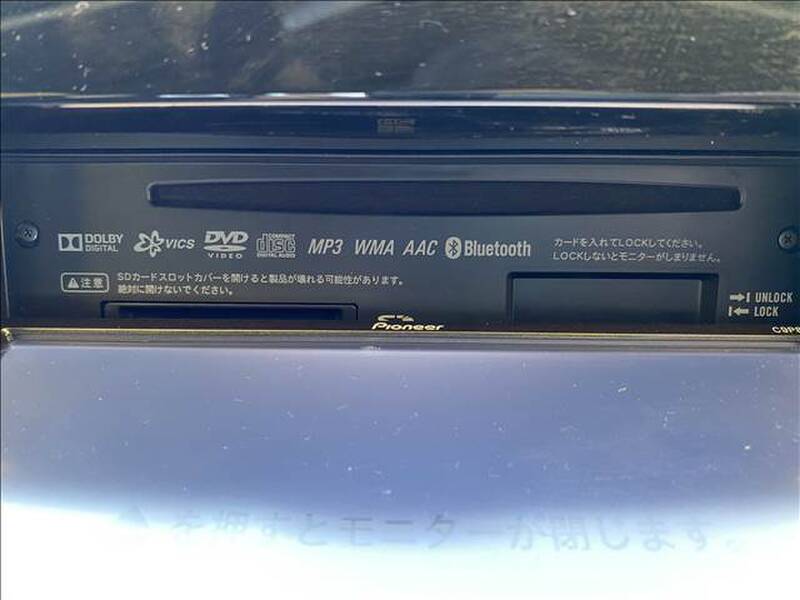 DOLBY DIGITAL
VICS
DVD VIDEO
COMPACT disc DIGITAL AUDIO
MP3 WMA AAC Bluetooth
カードを入れてLOCKしてください。
LOCKしないとモニターがしまりません。
注意
SDカードスロットカバーを開けると製品が壊れる可能性があります。
絶対に開けないでください。
UNLOCK
LOCK
Pioneer
C9P
を押すとモニターが閉じます。